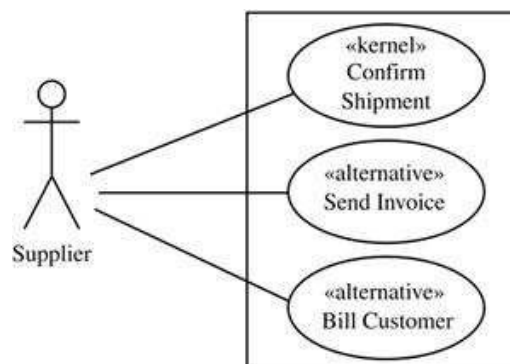 «kernel»
Confirm
Shipment
«alternative»
Send Invoice
Supplier
«alternative»
Bill Customer